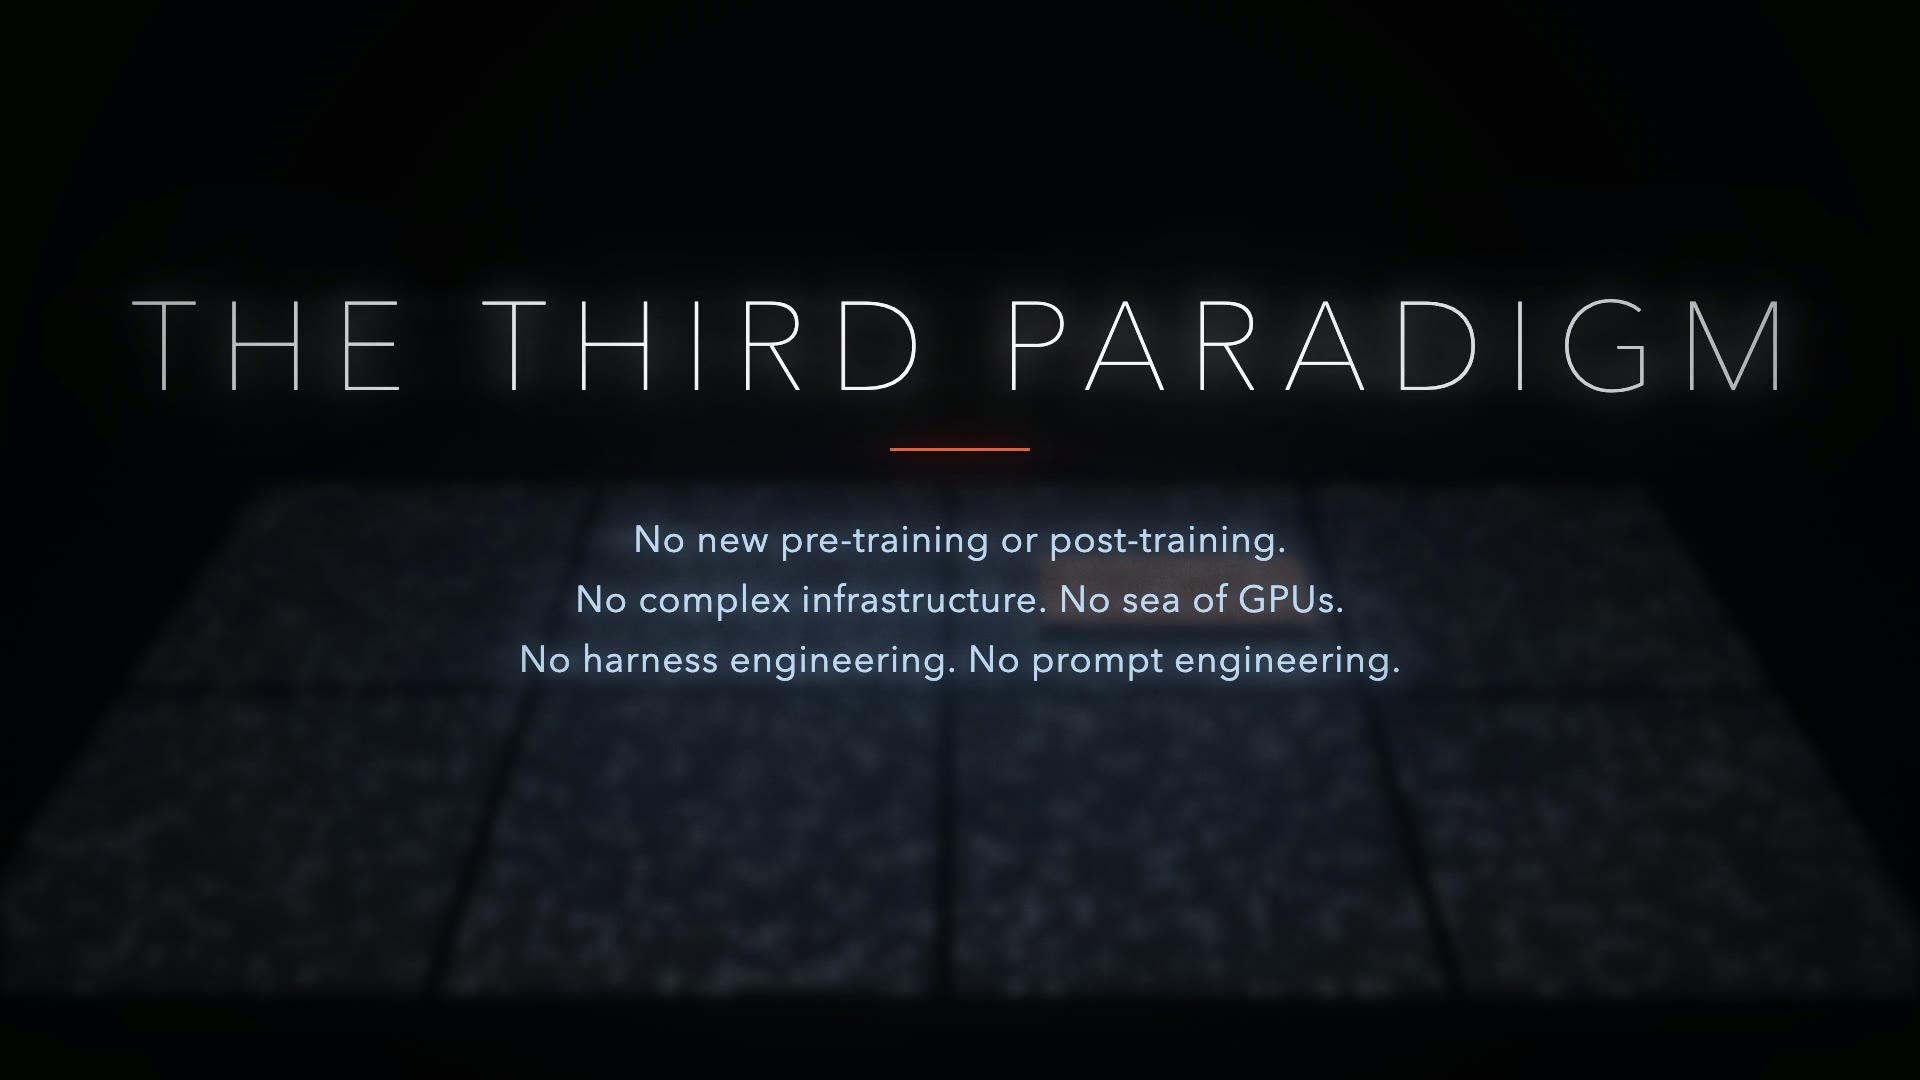 THE THIRD PARADIGM
No new pre-training or post-training.
No complex infrastructure. No sea of GPUs.
No harness engineering. No prompt engineering.